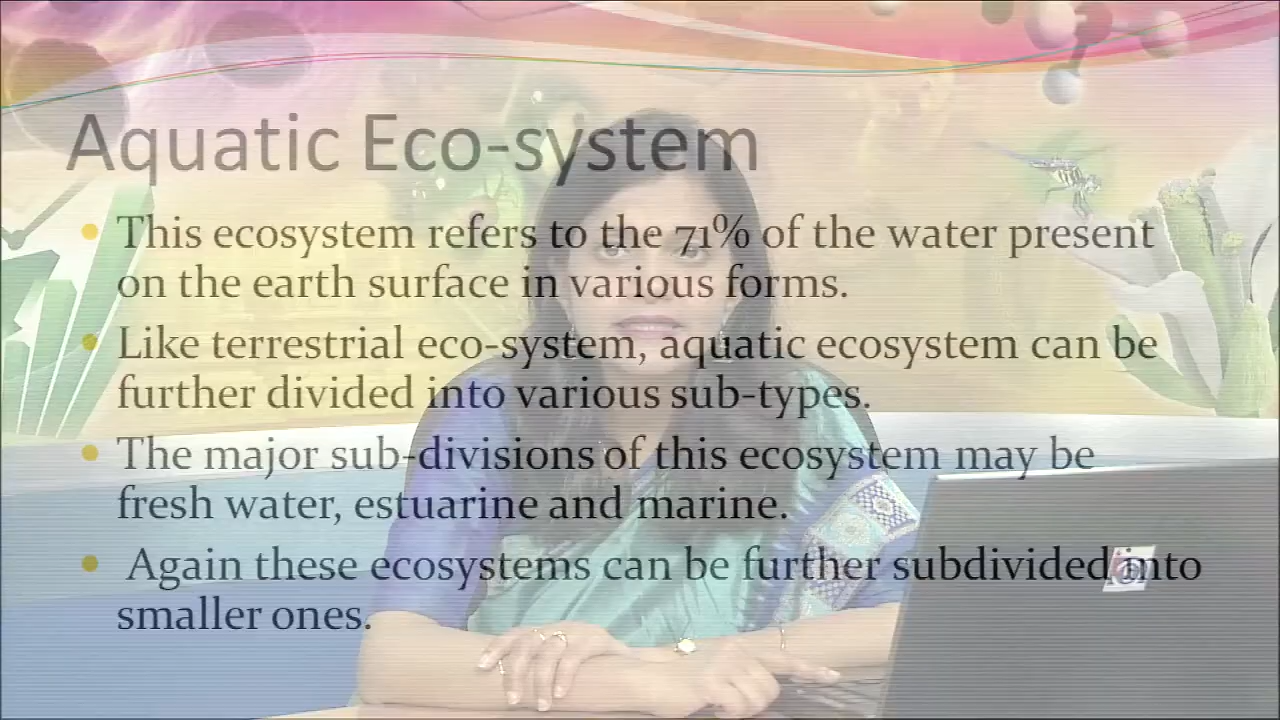 Aquatic Eco-system
• This ecosystem refers to the 71% of the water present
on the earth surface in various forms.
• Like terrestrial eco-system, aquatic ecosystem can be
further divided into various sub-types.
• The major sub-divisions of this ecosystem may be
fresh water, estuarine and marine.
• Again these ecosystems can be further subdivided into
smaller ones.